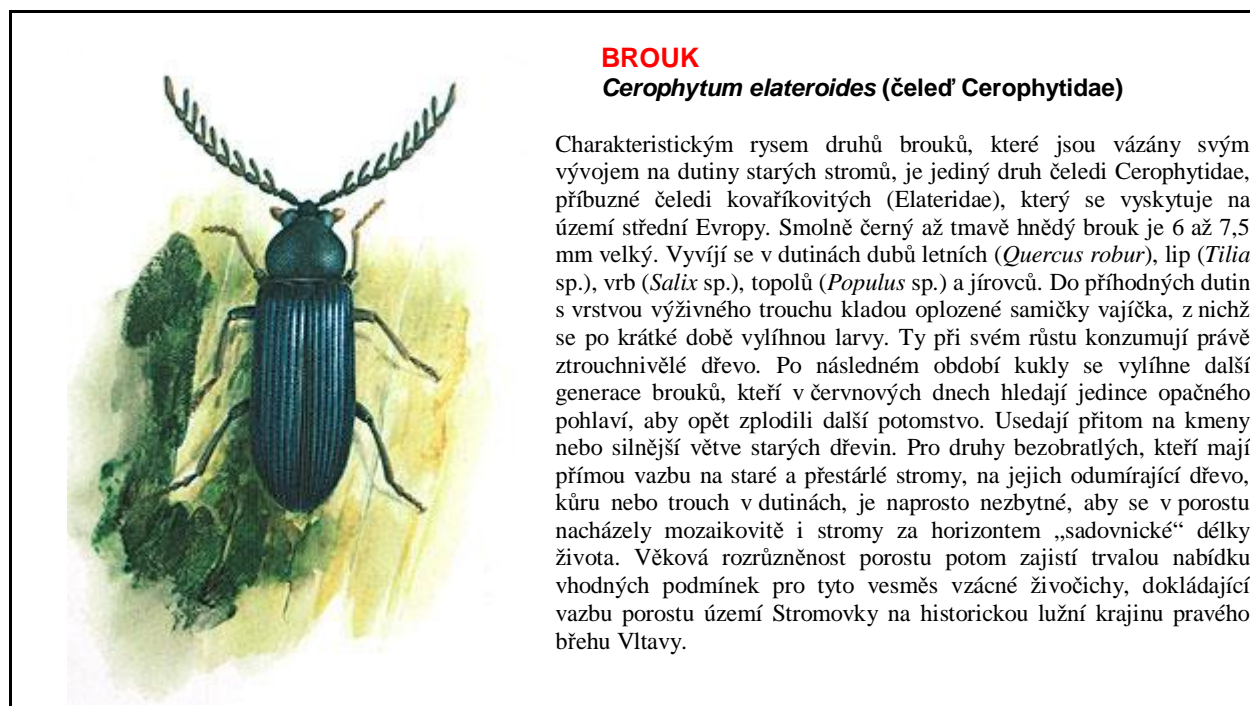 BROUK
Cerophytum elateroides (čeleď Cerophytidae)
Charakteristickým rysem druhů brouků, které jsou vázány svým
vývojem na dutiny starých stromů, je jediný druh čeledi Cerophytidae,
příbuzné čeledi kovaříkovitých (Elateridae), který se vyskytuje na
území střední Evropy. Smolně černý až tmavě hnědý brouk je 6 až 7,5
mm velký. Vyvíjí se v dutinách dubů letních (Quercus robur), lip (Tilia
sp.), vrb (Salix sp.), topolů (Populus sp.) a jírovců. Do příhodných dutin
s vrstvou výživného trouchu kladou oplozené samičky vajíčka, z nichž
se po krátké době vylíhnou larvy. Ty při svém růstu konzumují právě
ztrouchnivělé dřevo. Po následném období kukly se vylíhne další
generace brouků, kteří v červnových dnech hledají jedince opačného
pohlaví, aby opět zplodili další potomstvo. Usedají přitom na kmeny
nebo silnější větve starých dřevin. Pro druhy bezobratlých, kteří mají
přímou vazbu na staré a přestárlé stromy, na jejich odumírající dřevo,
kůru nebo trouch v dutinách, je naprosto nezbytné, aby se v porostu
nacházely mozaikovitě i stromy za horizontem „sadovnické“ délky
života. Věková rozrůzněnost porostu potom zajistí trvalou nabídku
vhodných podmínek pro tyto vesměs vzácné živočichy, dokládající
vazbu porostu území Stromovky na historickou lužní krajinu pravého
břehu Vltavy.